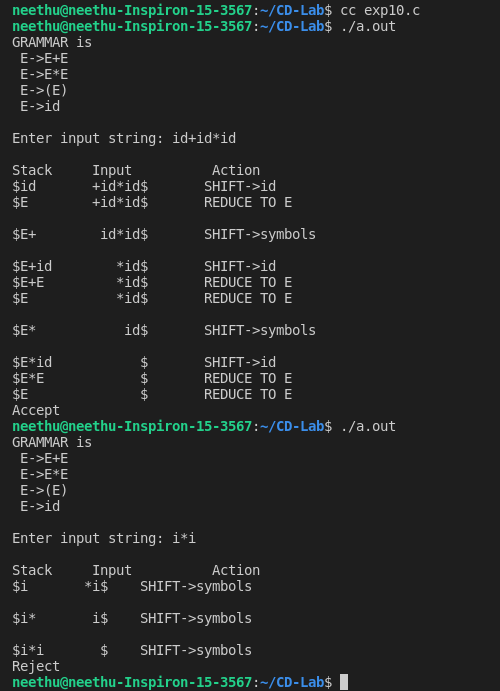 neethu@neethu-Inspiron-15-3567:~/CD-Lab$ cc exp10.c
neethu@neethu-Inspiron-15-3567:~/CD-Lab$ ./a.out
GRAMMAR is
 E->E+E
 E->E*E
 E->(E)
 E->id

Enter input string: id+id*id

Stack     Input          Action
$id       +id*id$       SHIFT->id
$E        +id*id$       REDUCE TO E

$E+        id*id$       SHIFT->symbols

$E+id        *id$       SHIFT->id
$E+E         *id$       REDUCE TO E
$E           *id$       REDUCE TO E

$E*           id$       SHIFT->symbols

$E*id           $       SHIFT->id
$E*E            $       REDUCE TO E
$E              $       REDUCE TO E
Accept
neethu@neethu-Inspiron-15-3567:~/CD-Lab$ ./a.out
GRAMMAR is
 E->E+E
 E->E*E
 E->(E)
 E->id

Enter input string: i*i

Stack     Input          Action
$i       *i$    SHIFT->symbols

$i*       i$    SHIFT->symbols

$i*i       $    SHIFT->symbols
Reject
neethu@neethu-Inspiron-15-3567:~/CD-Lab$